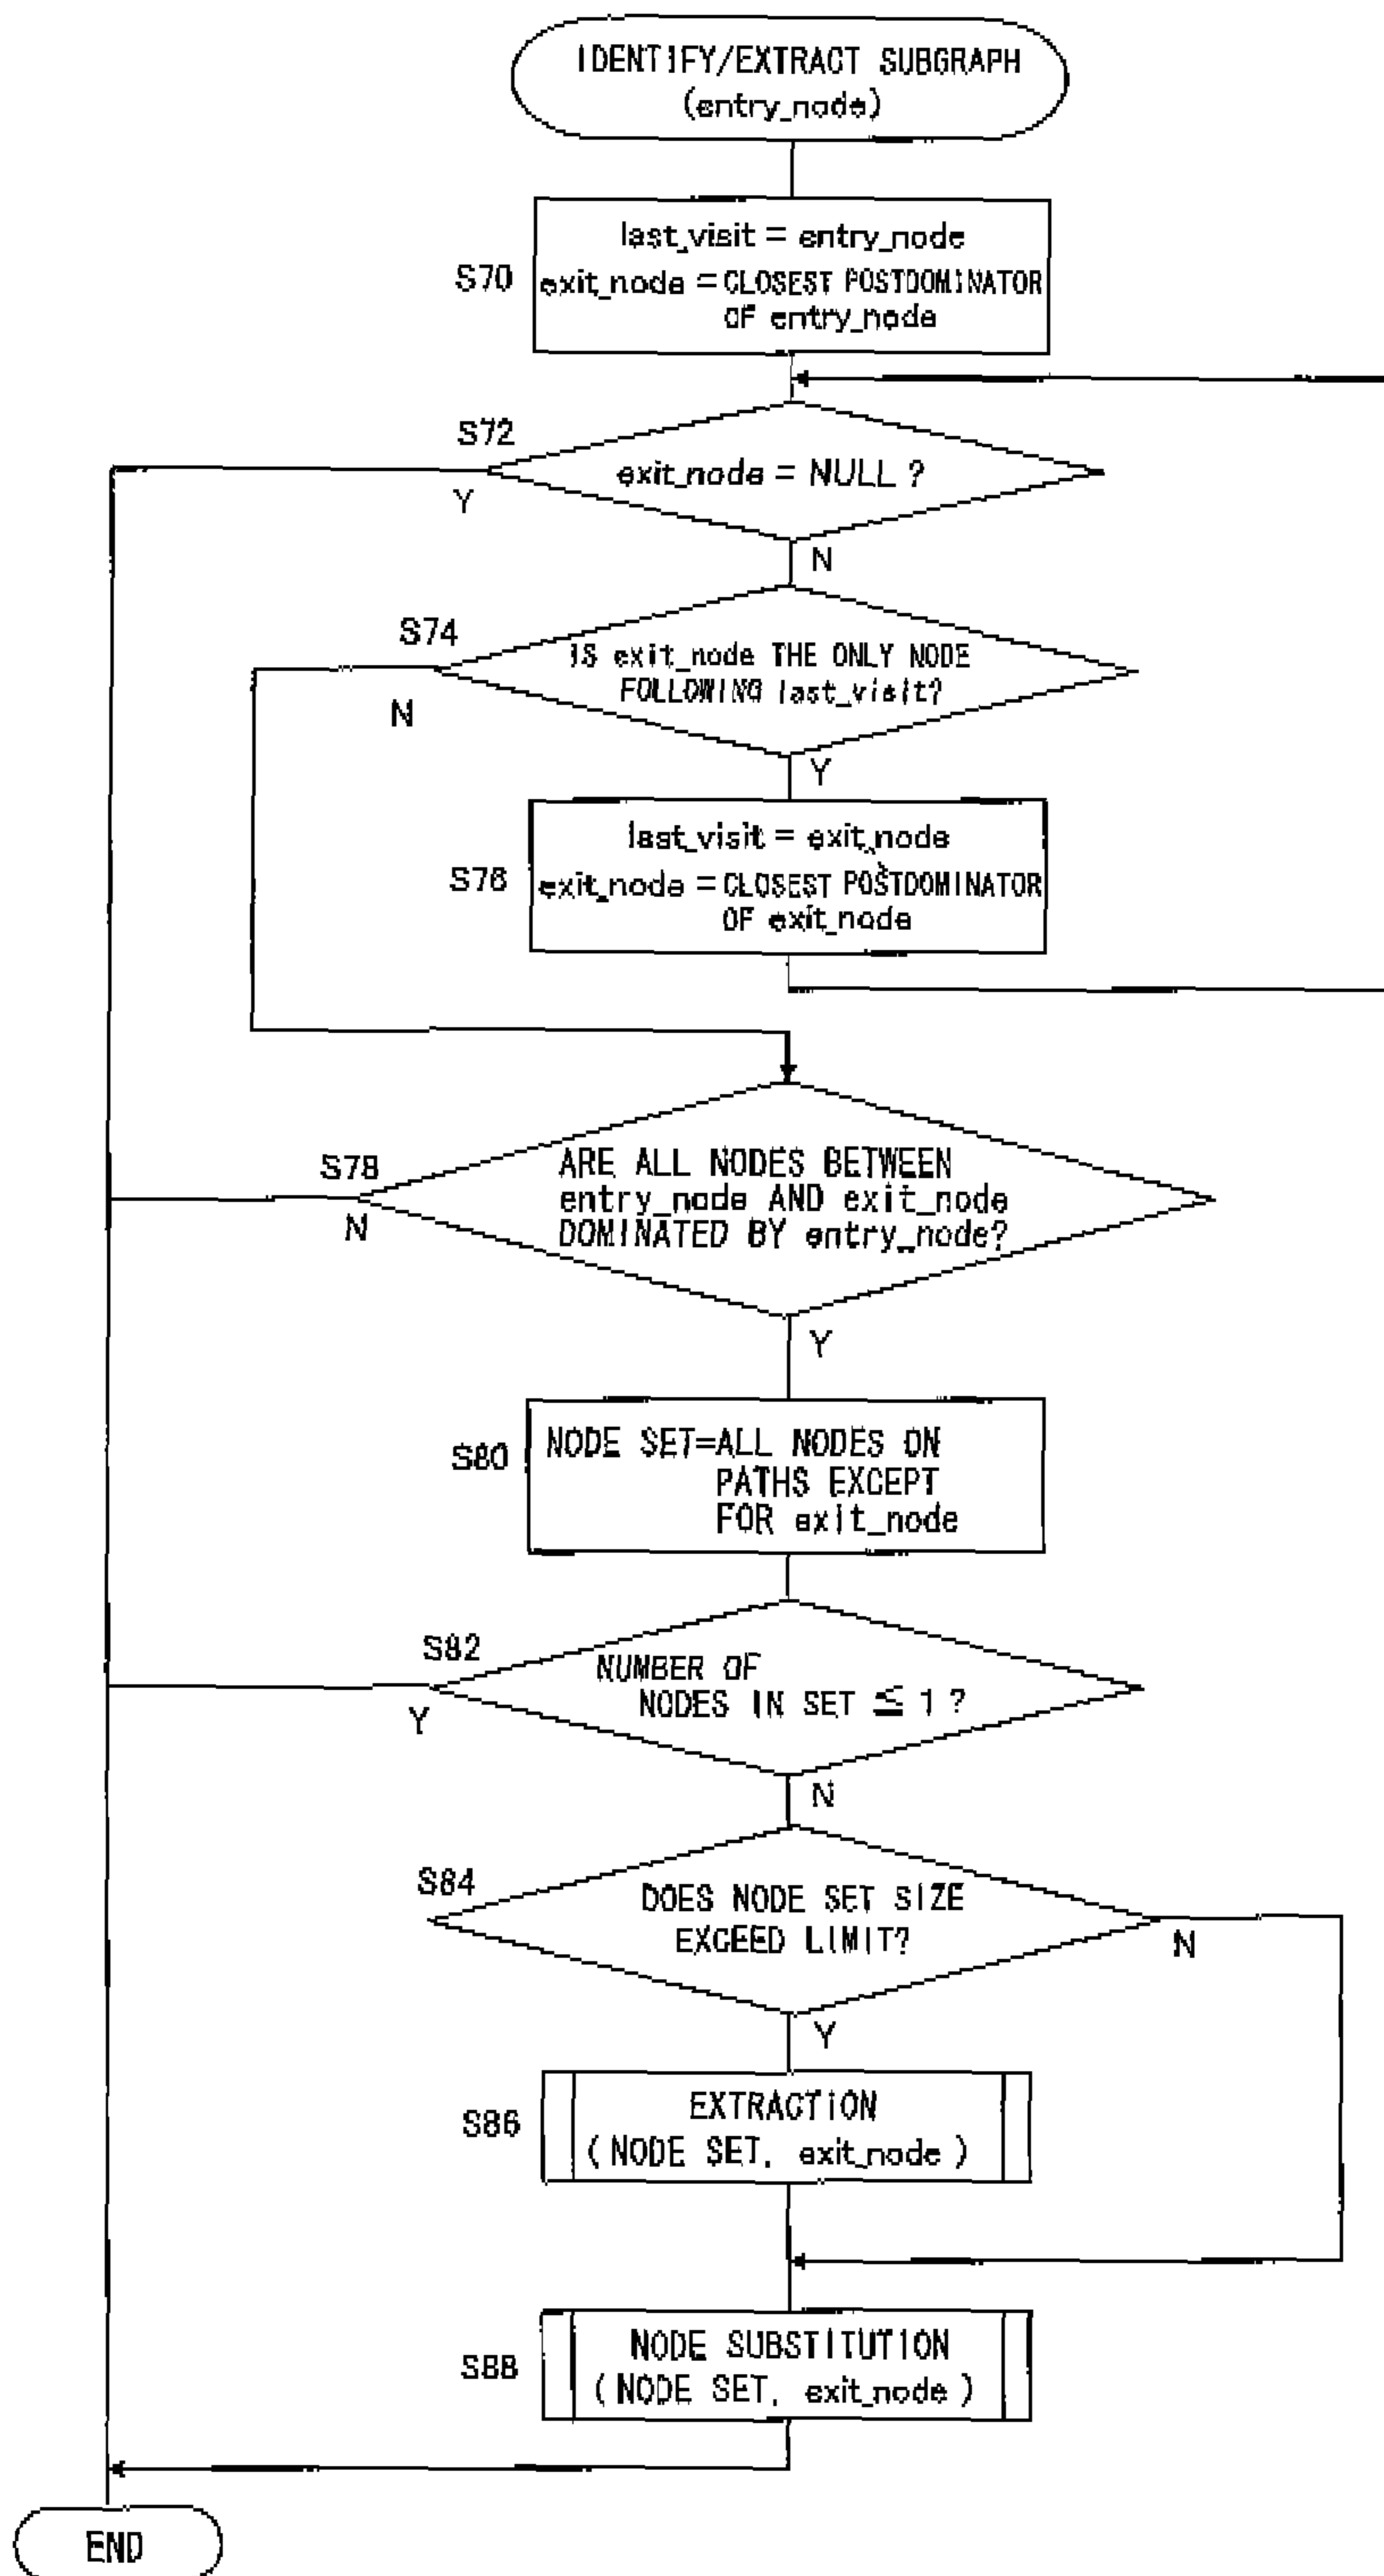 IDENTIFY/EXTRACT SUBGRAPH
(entry_node)
last_visit = entry_node
S70
exit_node = CLOSEST POSTDOMINATOR
OF entry_node
S72
exit_node = NULL ?
Y
N
S74
IS exit_node THE ONLY NODE
FOLLOWING last_visit?
N
Y
last_visit = exit_node
S76
exit_node = CLOSEST POSTDOMINATOR
OF exit_node
S78
ARE ALL NODES BETWEEN
entry_node AND exit_node
DOMINATED BY entry_node?
N
Y
S80
NODE SET=ALL NODES ON
PATHS EXCEPT
FOR exit_node
S82
NUMBER OF
NODES IN SET ≦ 1 ?
Y
N
S84
DOES NODE SET SIZE
EXCEED LIMIT?
N
Y
S86
EXTRACTION
( NODE SET, exit_node )
S88
NODE SUBSTITUTION
( NODE SET, exit_node )
END